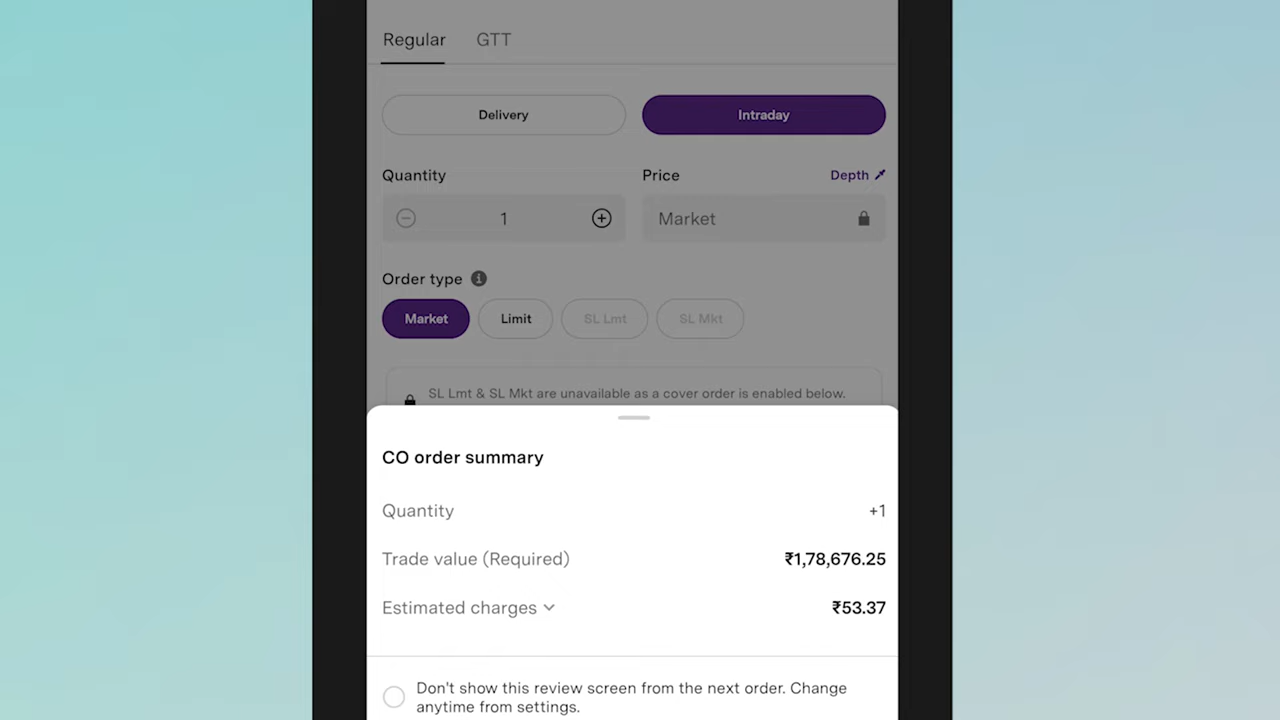 Regular GTT
Delivery Intraday
Quantity Price Depth
1 Market
Order type
Market Limit SL Lmt SL Mkt
SL Lmt & SL Mkt are unavailable as a cover order is enabled below.
CO order summary
Quantity +1
Trade value (Required) ₹1,78,676.25
Estimated charges ₹53.37
Don't show this review screen from the next order. Change
anytime from settings.